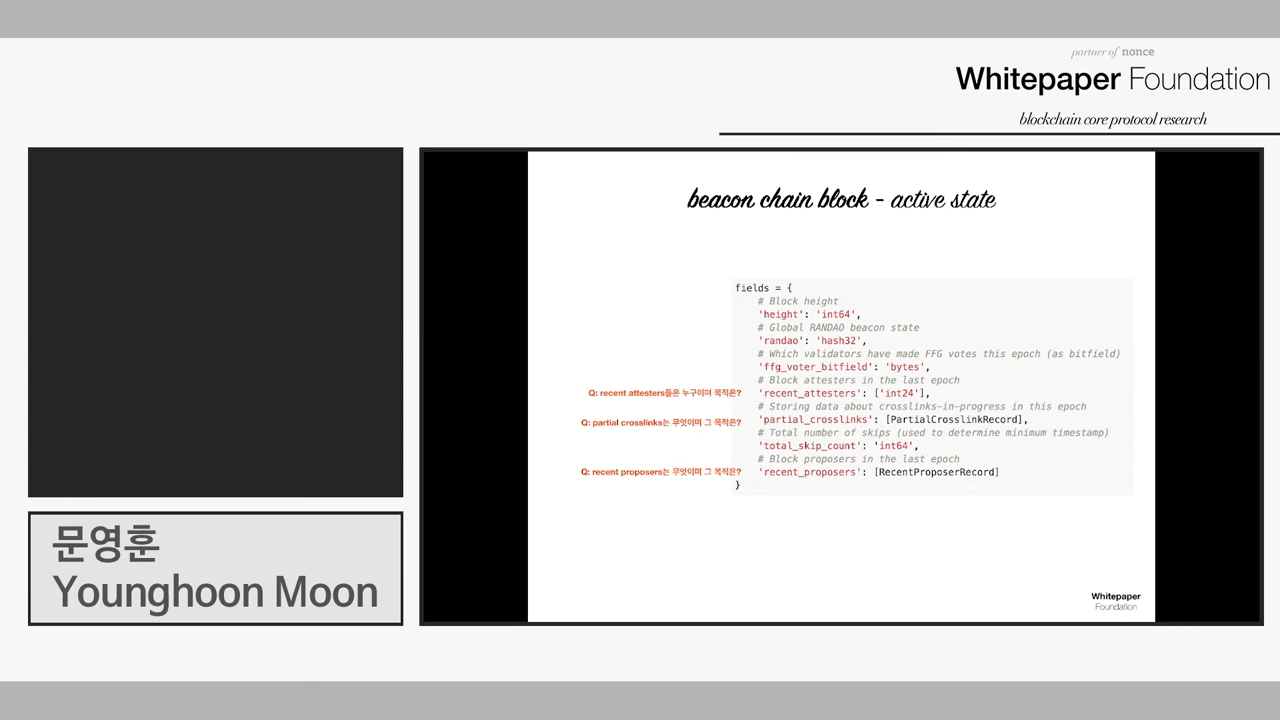 partner of nonce
Whitepaper Foundation
blockchain core protocol research
beacon chain block - active state
fields = {
# Block height
'height': 'int64',
# Global RANDAO beacon state
'randao': 'hash32',
# Which validators have made FFG votes this epoch (as bitfield)
'ffg_voter_bitfield': 'bytes',
# Block attesters in the last epoch
Q: recent attesters들은 누구이며 목적은?
'recent_attesters': ['int24'],
# Storing data about crosslinks-in-progress in this epoch
Q: partial crosslinks는 무엇이며 그 목적은?
'partial_crosslinks': [PartialCrosslinkRecord],
# Total number of skips (used to determine minimum timestamp)
'total_skip_count': 'int64',
# Block proposers in the last epoch
Q: recent proposers는 무엇이며 그 목적은?
'recent_proposers': [RecentProposerRecord]
}
Whitepaper
Foundation
문영훈
Younghoon Moon